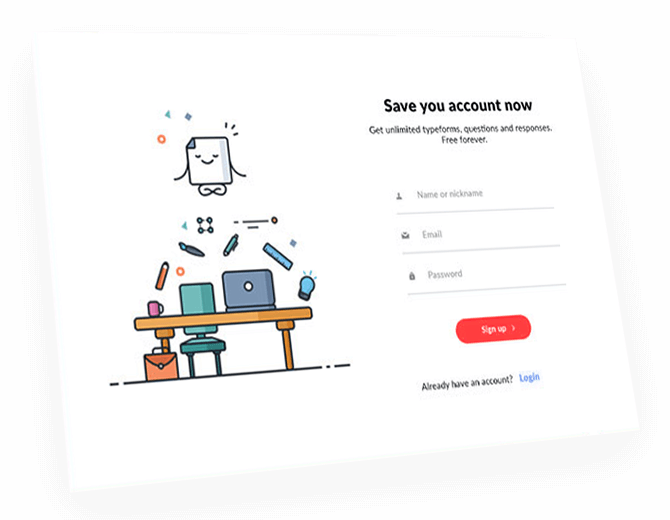 Save you account now
Get unlimited typeforms, questions and responses.
Free forever.
Name or nickname
Email
Password
Sign up
Already have an account? Login